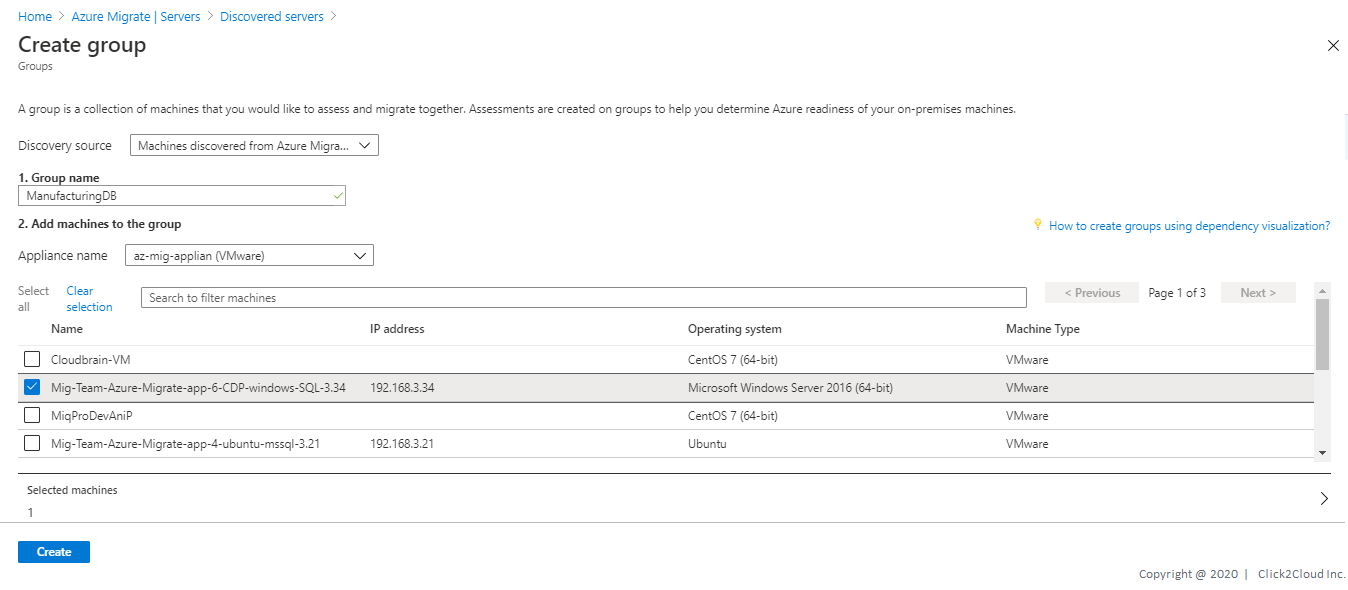 Home > Azure Migrate | Servers > Discovered servers >
Create group
Groups
A group is a collection of machines that you would like to assess and migrate together. Assessments are created on groups to help you determine Azure readiness of your on-premises machines.
Discovery source Machines discovered from Azure Migra...
1. Group name
ManufacturingDB
2. Add machines to the group
How to create groups using dependency visualization?
Appliance name az-mig-applian (VMware)
Select all
Clear selection
Search to filter machines
< Previous Page 1 of 3 Next >
Name IP address Operating system Machine Type
Cloudbrain-VM CentOS 7 (64-bit) VMware
Mig-Team-Azure-Migrate-app-6-CDP-windows-SQL-3.34 192.168.3.34 Microsoft Windows Server 2016 (64-bit) VMware
MiqProDevAniP CentOS 7 (64-bit) VMware
Mig-Team-Azure-Migrate-app-4-ubuntu-mssql-3.21 192.168.3.21 Ubuntu VMware
Selected machines
1
Create
Copyright @ 2020 | Click2Cloud Inc.